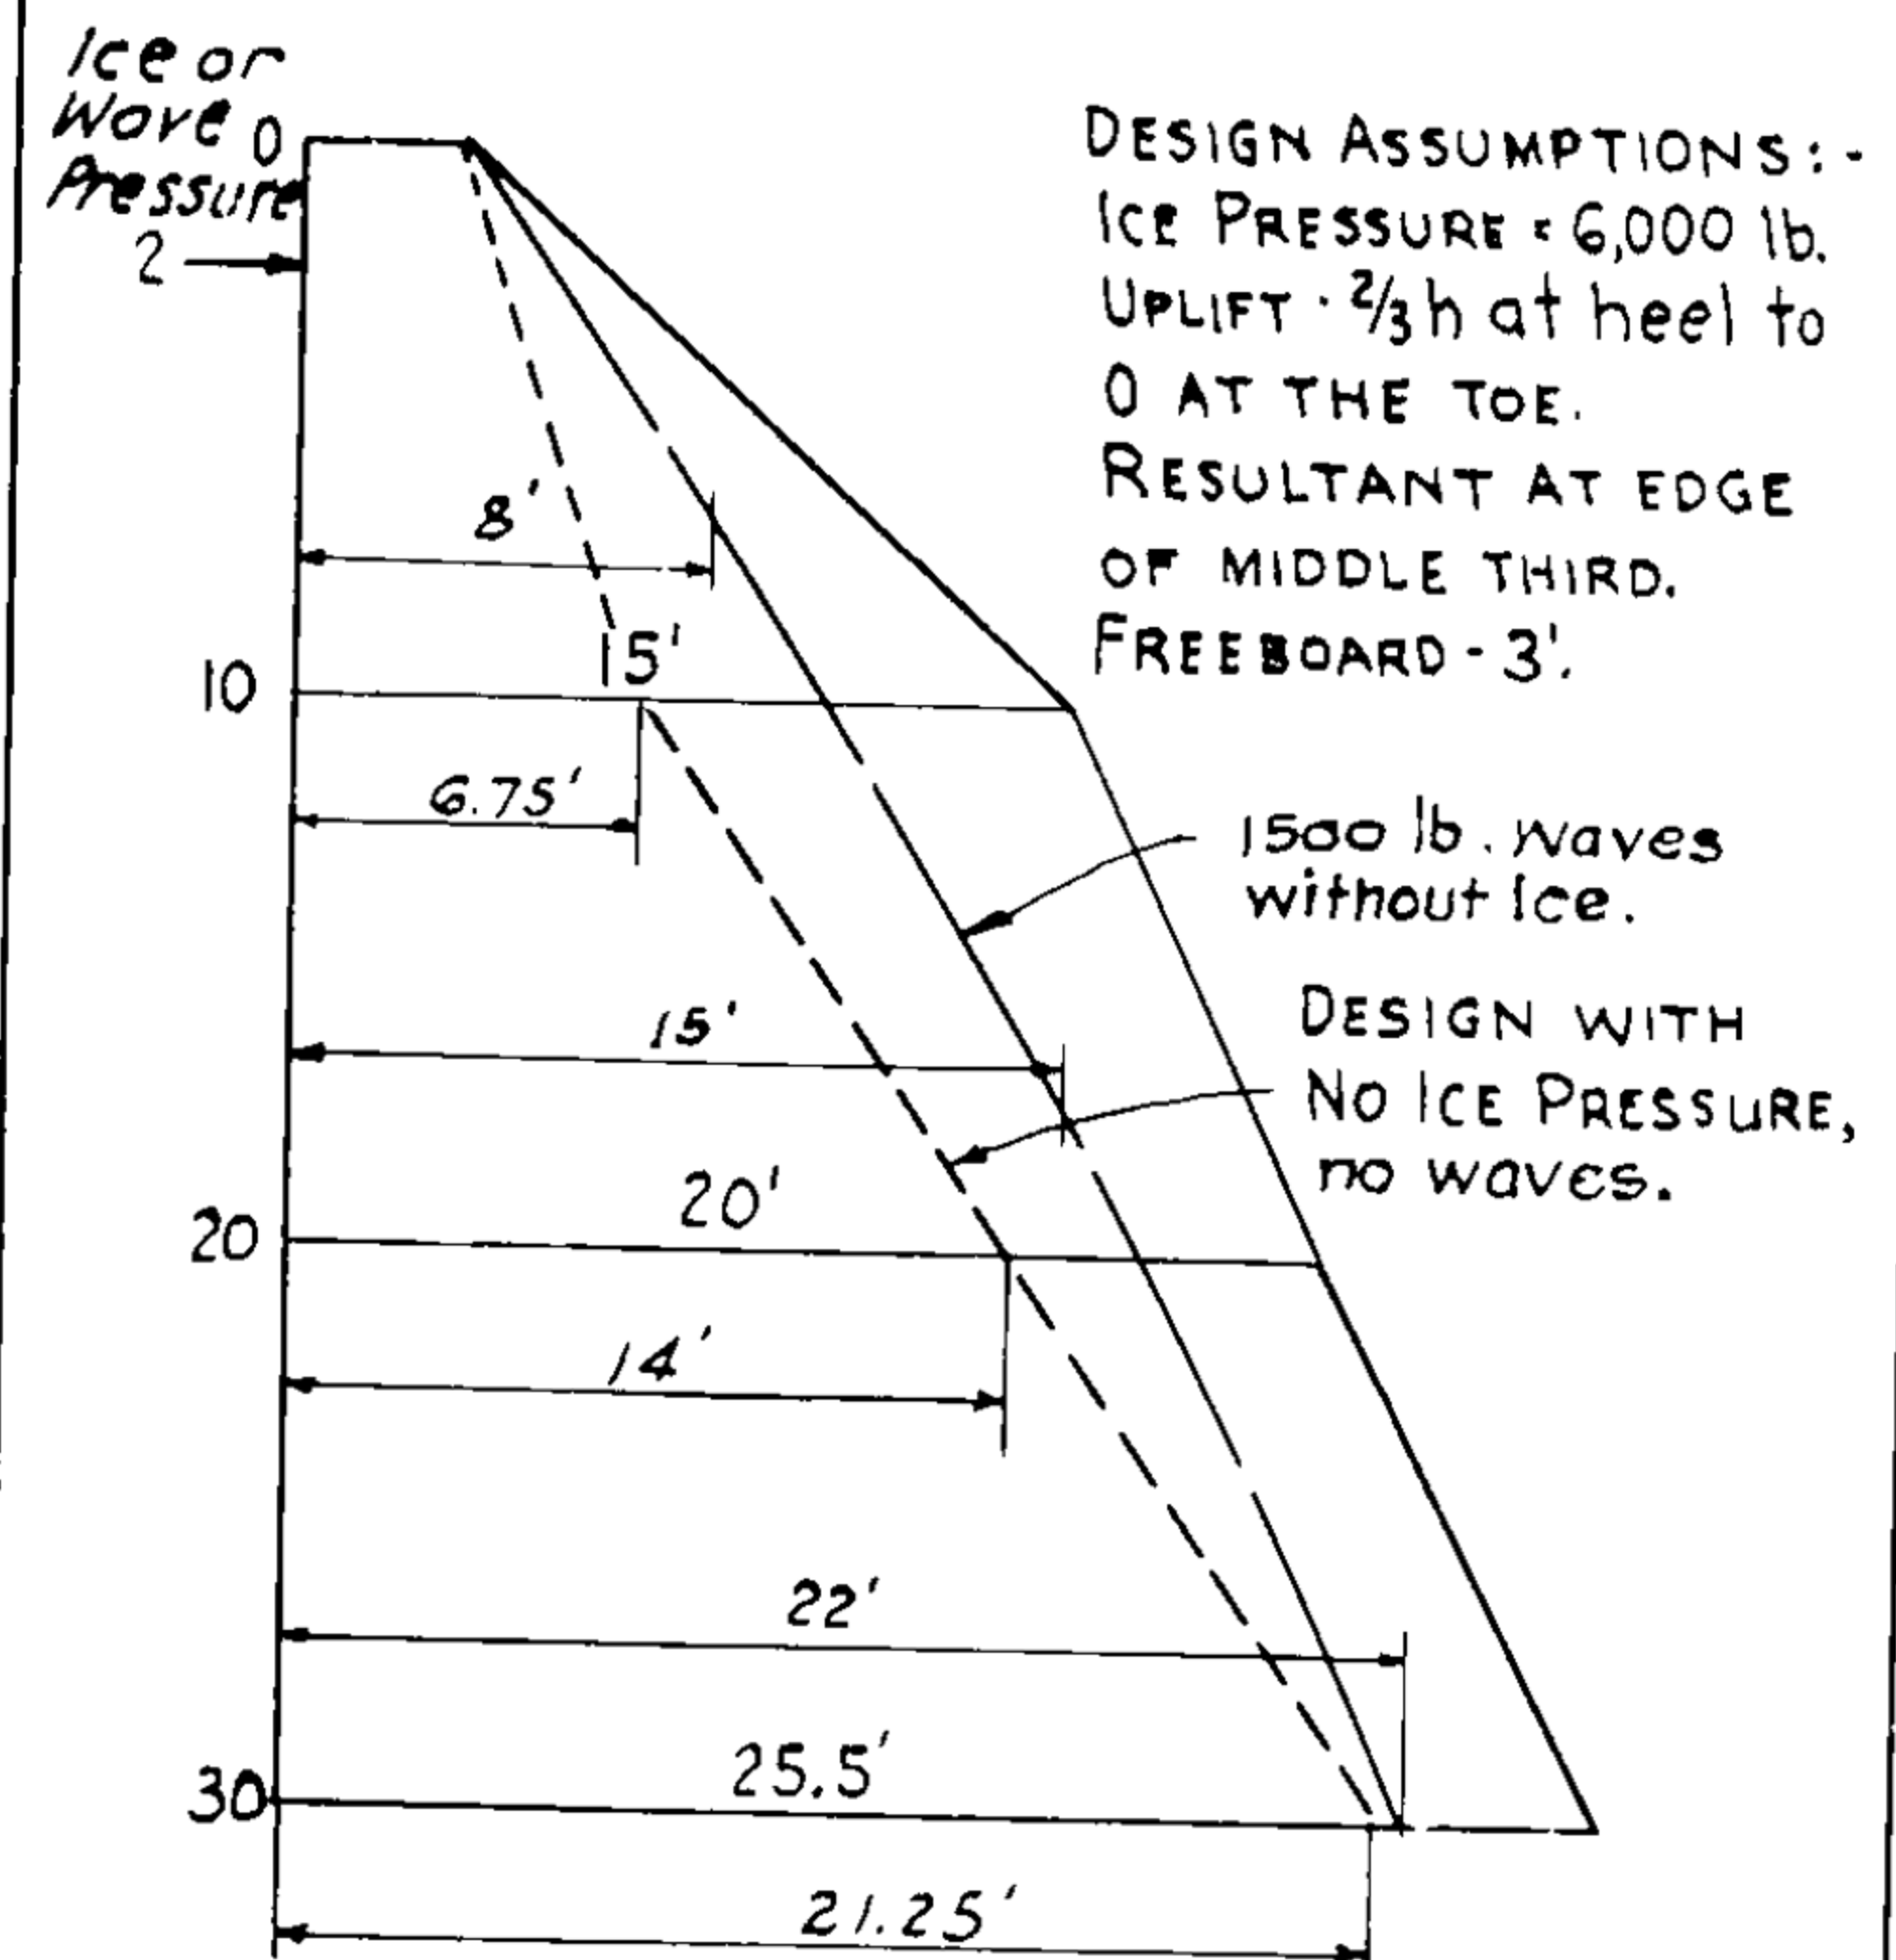 Ice or
Wave
Pressure
0
2
DESIGN ASSUMPTIONS:-
ICE PRESSURE = 6,000 lb.
UPLIFT · 2/3 h at heel to
0 AT THE TOE.
RESULTANT AT EDGE
OF MIDDLE THIRD.
FREEBOARD - 3'.
8'
15'
10
6.75'
1500 lb. waves
without Ice.
15'
DESIGN WITH
NO ICE PRESSURE,
no waves.
20'
20
14'
22'
25.5'
30
21.25'